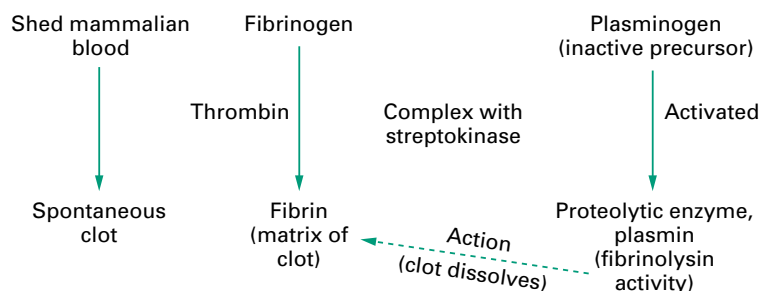 Shed mammalian
blood
Fibrinogen
Plasminogen
(inactive precursor)
Thrombin
Complex with
streptokinase
Activated
Spontaneous
clot
Fibrin
(matrix of
clot)
Action
(clot dissolves)
Proteolytic enzyme,
plasmin
(fibrinolysin
activity)